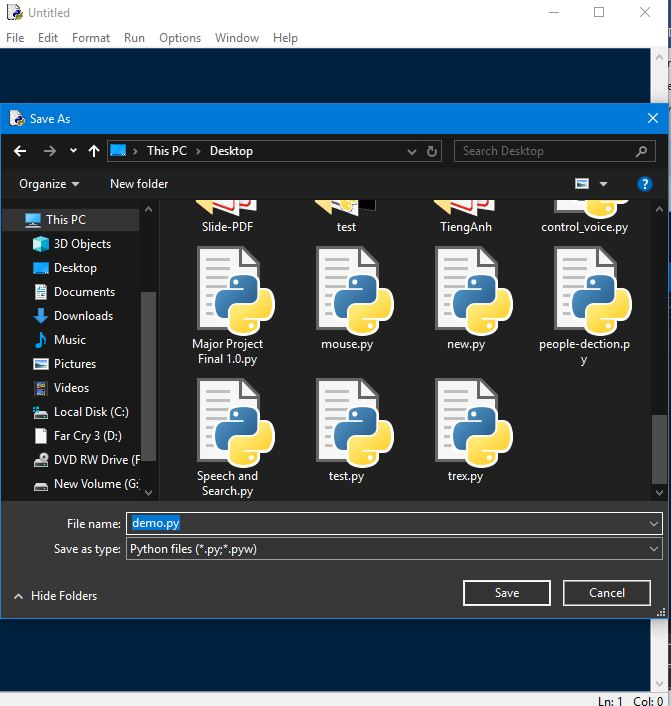 Untitled
File Edit Format Run Options Window Help
Save As
This PC > Desktop
Search Desktop
Organize New folder
?
This PC
3D Objects
Desktop
Documents
Downloads
Music
Pictures
Videos
Local Disk (C:)
Far Cry 3 (D:)
DVD RW Drive (F
New Volume (G:
Slide-PDF
test
TiengAnh
control_voice.py
Major Project
Final 1.0.py
mouse.py
new.py
people-dection.p
y
Speech and
Search.py
test.py
trex.py
File name: demo.py
Save as type: Python files (*.py;*.pyw)
Hide Folders
Save
Cancel
Ln: 1 Col: 0